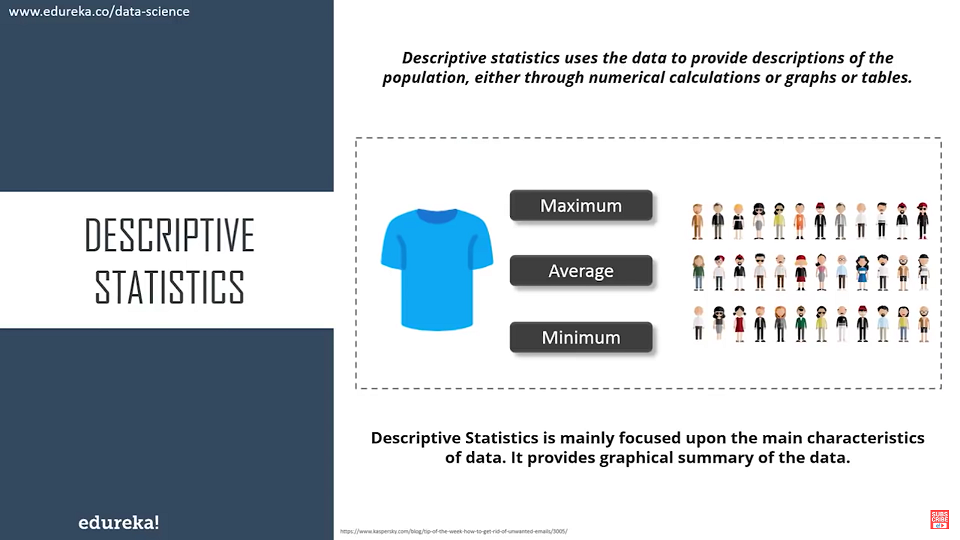 www.edureka.co/data-science
Descriptive statistics uses the data to provide descriptions of the
population, either through numerical calculations or graphs or tables.
DESCRIPTIVE
STATISTICS
Maximum
Average
Minimum
Descriptive Statistics is mainly focused upon the main characteristics
of data. It provides graphical summary of the data.
edureka!
https://www.kaspersky.com/blog/tip-of-the-week-how-to-get-rid-of-unwanted-emails/3005/
SUBS
CRIBE